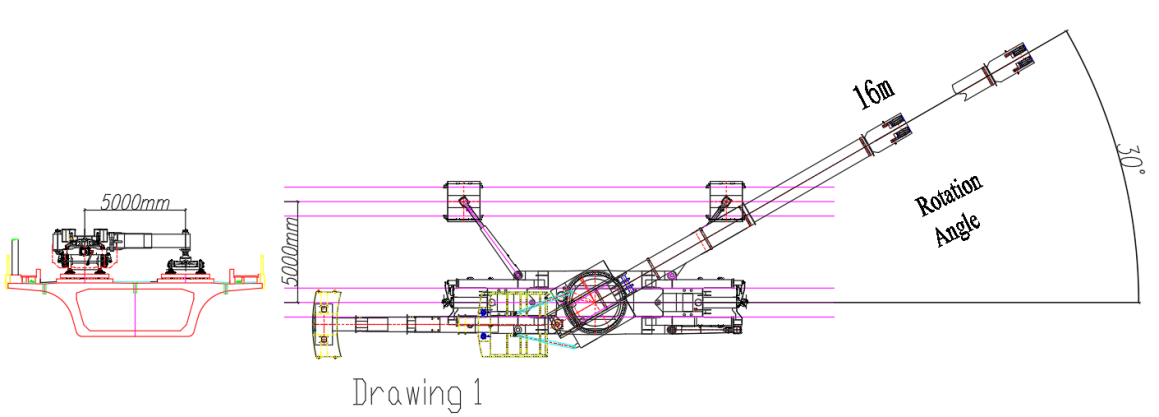 5000mm
5000mm
16m
Rotation
Angle
30°
Drawing 1